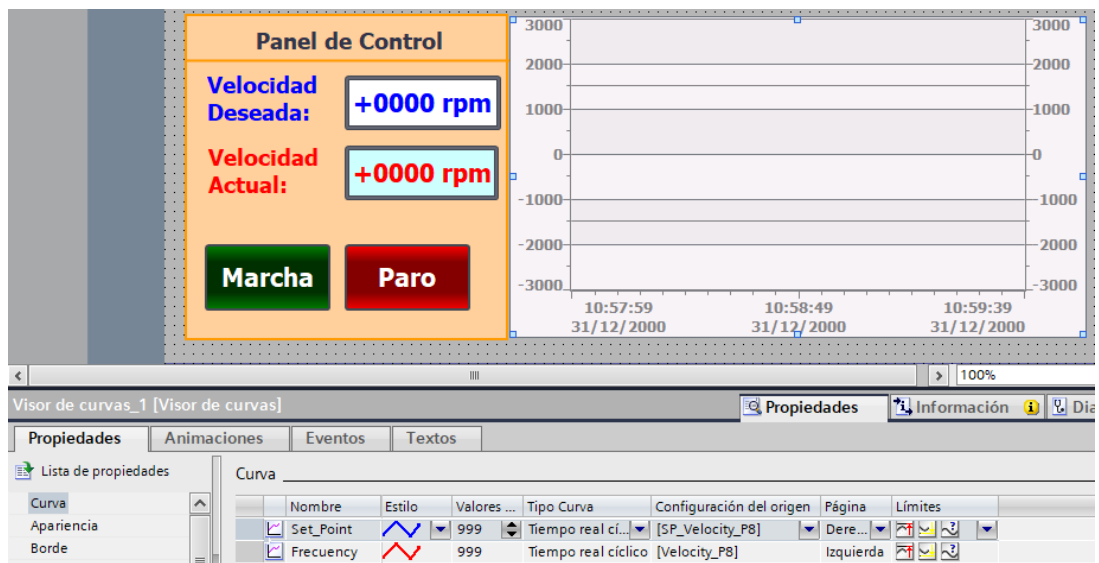 Panel de Control
Velocidad
Deseada:
+0000 rpm
Velocidad
Actual:
+0000 rpm
Marcha
Paro
3000
2000
1000
0
-1000
-2000
-3000
3000
2000
1000
0
-1000
-2000
-3000
10:57:59
31/12/2000
10:58:49
31/12/2000
10:59:39
31/12/2000
100%
Visor de curvas_1 [Visor de curvas]
Propiedades
Información
Dia
Propiedades
Animaciones
Eventos
Textos
Lista de propiedades
Curva
Apariencia
Borde
Curva
Nombre Estilo Valores ... Tipo Curva Configuración del origen Página Límites
Set_Point 999 Tiempo real cí... [SP_Velocity_P8] Dere...
Frecuency 999 Tiempo real cíclico [Velocity_P8] Izquierda